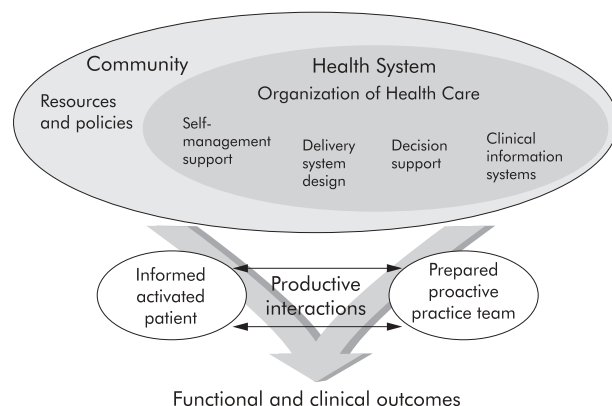 Community
Resources
and policies
Health System
Organization of Health Care
Self-
management
support
Delivery
system
design
Decision
support
Clinical
information
systems
Informed
activated
patient
Productive
interactions
Prepared
proactive
practice team
Functional and clinical outcomes